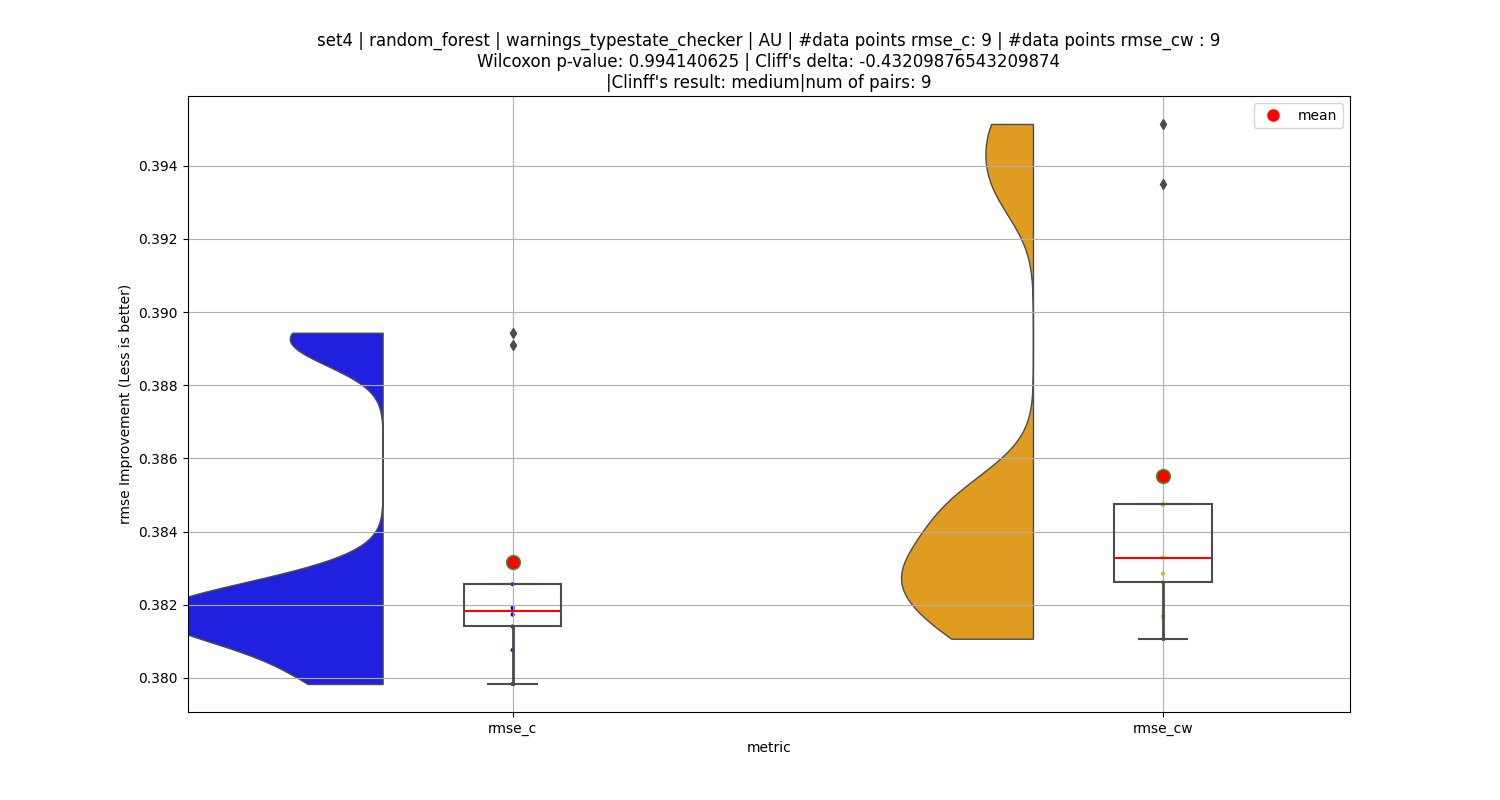 set4 | random_forest | warnings_typestate_checker | AU | #data points rmse_c: 9 | #data points rmse_cw : 9
Wilcoxon p-value: 0.994140625 | Cliff's delta: -0.43209876543209874
|Clinff's result: medium|num of pairs: 9
mean
0.394
0.392
0.390
0.388
0.386
0.384
0.382
0.380
rmse Improvement (Less is better)
rmse_c
rmse_cw
metric